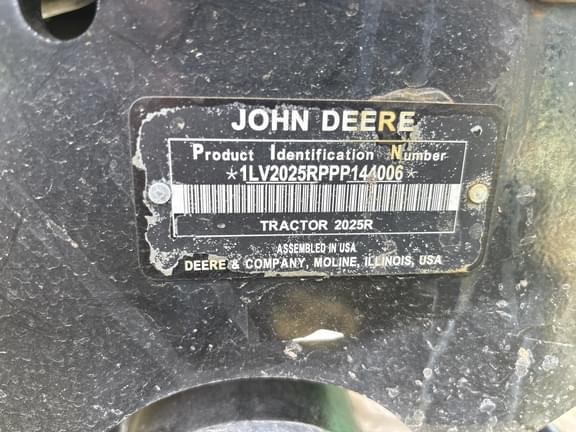 JOHN DEERE
Product Identification Number
*1LV2025RPPP144006*
TRACTOR 2025R
ASSEMBLED IN USA
DEERE & COMPANY, MOLINE, ILLINOIS, USA